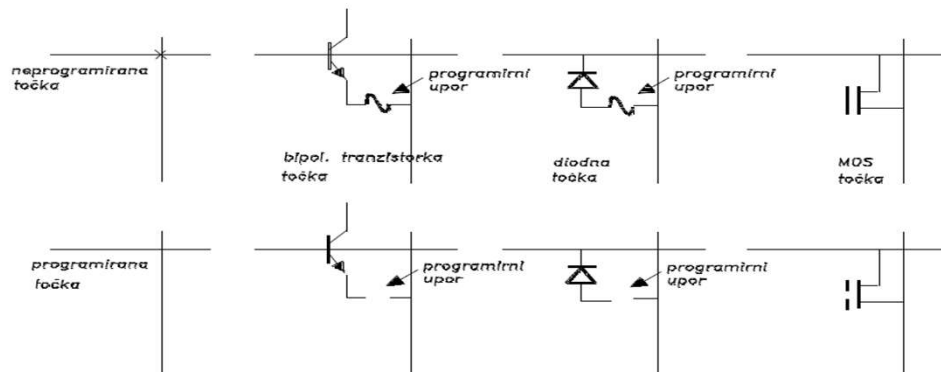 neprogramirana
točka
programirni
upor
bipol. tranzistorka
točka
programirni
upor
diodna
točka
MOS
točka
programirana
točka
programirni
upor
programirni
upor